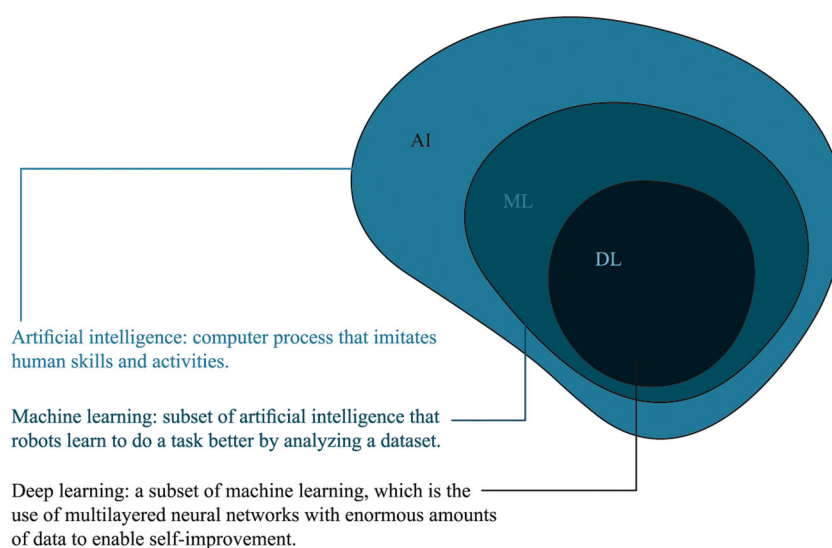 AI
ML
DL
Artificial intelligence: computer process that imitates
human skills and activities.
Machine learning: subset of artificial intelligence that
robots learn to do a task better by analyzing a dataset.
Deep learning: a subset of machine learning, which is the
use of multilayered neural networks with enormous amounts
of data to enable self-improvement.